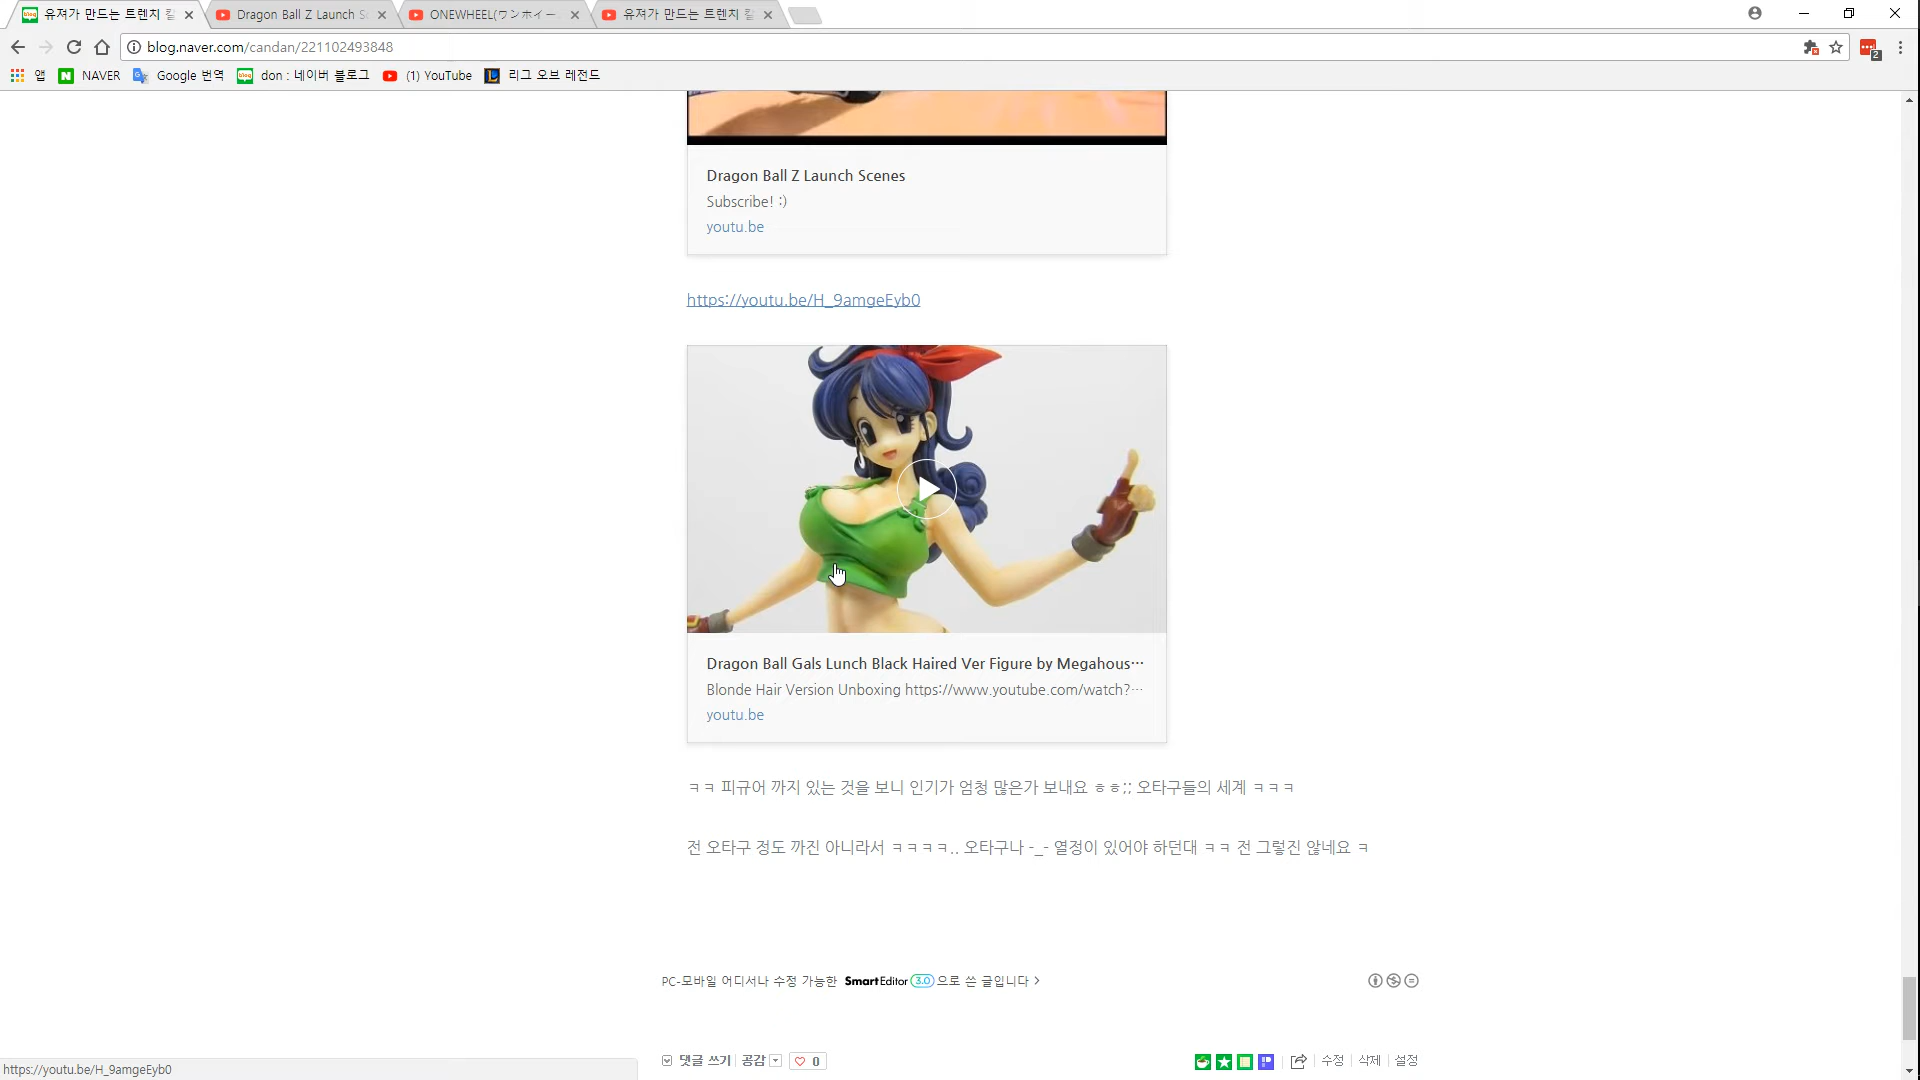 유져가 만드는 트렌치 칼
Dragon Ball Z Launch Sc
ONEWHEEL(ワンホイー
유져가 만드는 트렌치 칼
blog.naver.com/candan/221102493848
2
앱
NAVER
Google 번역
don : 네이버 블로그
(1) YouTube
리그 오브 레전드
Dragon Ball Z Launch Scenes
Subscribe! :)
youtu.be
https://youtu.be/H_9amgeEyb0
Dragon Ball Gals Lunch Black Haired Ver Figure by Megahous…
Blonde Hair Version Unboxing https://www.youtube.com/watch?…
youtu.be
ㅋㅋ 피규어 까지 있는 것을 보니 인기가 엄청 많은가 보내요 ㅎㅎ;; 오타구들의 세계 ㅋㅋㅋ
전 오타구 정도 까진 아니라서 ㅋㅋㅋㅋ.. 오타구나 -_- 열정이 있어야 하던대 ㅋㅋ 전 그렇진 않네요 ㅋ
PC-모바일 어디서나 수정 가능한 SmartEditor 3.0 으로 쓴 글입니다 >
댓글 쓰기 공감 0
수정 삭제 설정
https://youtu.be/H_9amgeEyb0